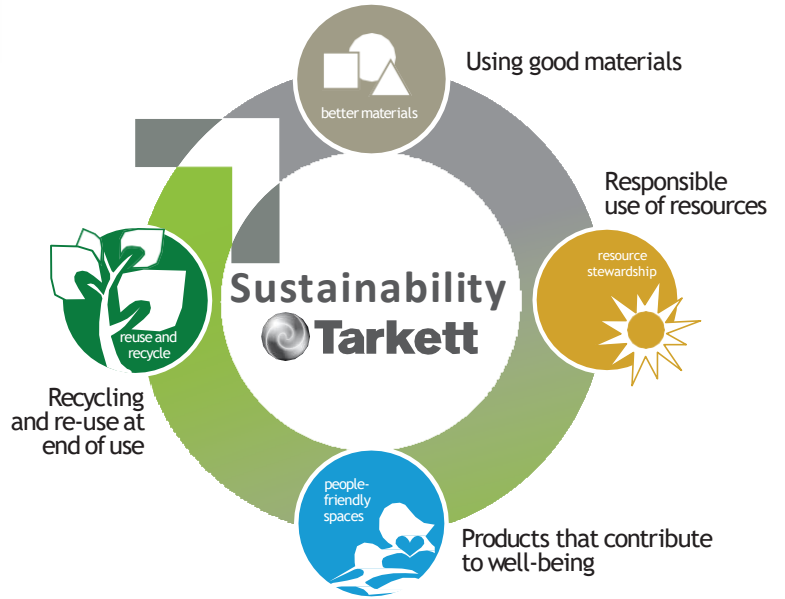 Using good materials
better materials
Responsible
use of resources
resource
stewardship
Sustainability
Tarkett
reuse and
recycle
Recycling
and re-use at
end of use
people-
friendly
spaces
Products that contribute
to well-being